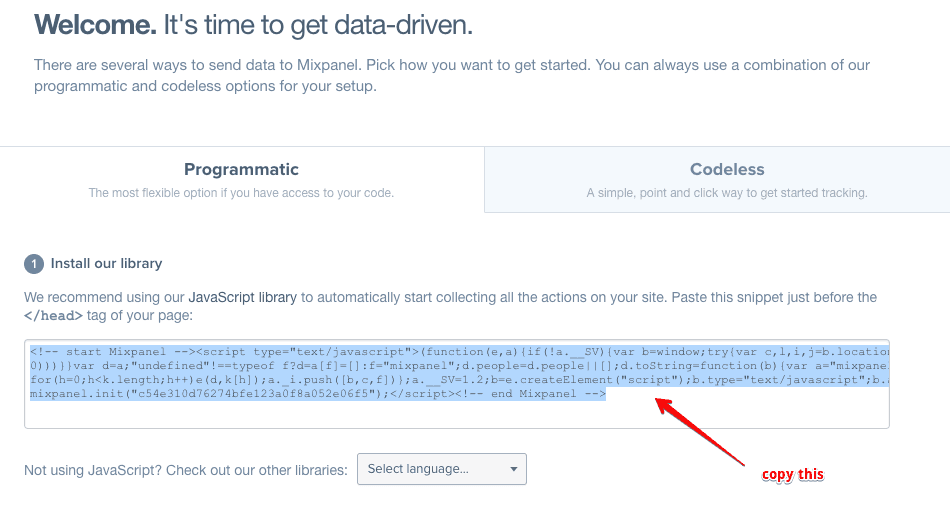 Welcome. It's time to get data-driven.
There are several ways to send data to Mixpanel. Pick how you want to get started. You can always use a combination of our
programmatic and codeless options for your setup.
Programmatic
The most flexible option if you have access to your code.
Codeless
A simple, point and click way to get started tracking.
1 Install our library
We recommend using our JavaScript library to automatically start collecting all the actions on your site. Paste this snippet just before the
</head> tag of your page:
<!-- start Mixpanel --><script type="text/javascript">(function(e,a){if(!a.__SV){var b=window;try{var c,l,i,j=b.location
0)))}}var d=a;"undefined"!==typeof f?d=a[f]=[]:f="mixpanel";d.people=d.people||[];d.toString=function(b){var a="mixpane
for(h=0;h<k.length;h++)e(d,k[h]);a._i.push([b,c,f])};a.__SV=1.2;b=e.createElement("script");b.type="text/javascript";b.
mixpanel.init("c54e310d76274bfe123a0f8a052e06f5");</script><!-- end Mixpanel -->
copy this
Not using JavaScript? Check out our other libraries:
Select language...